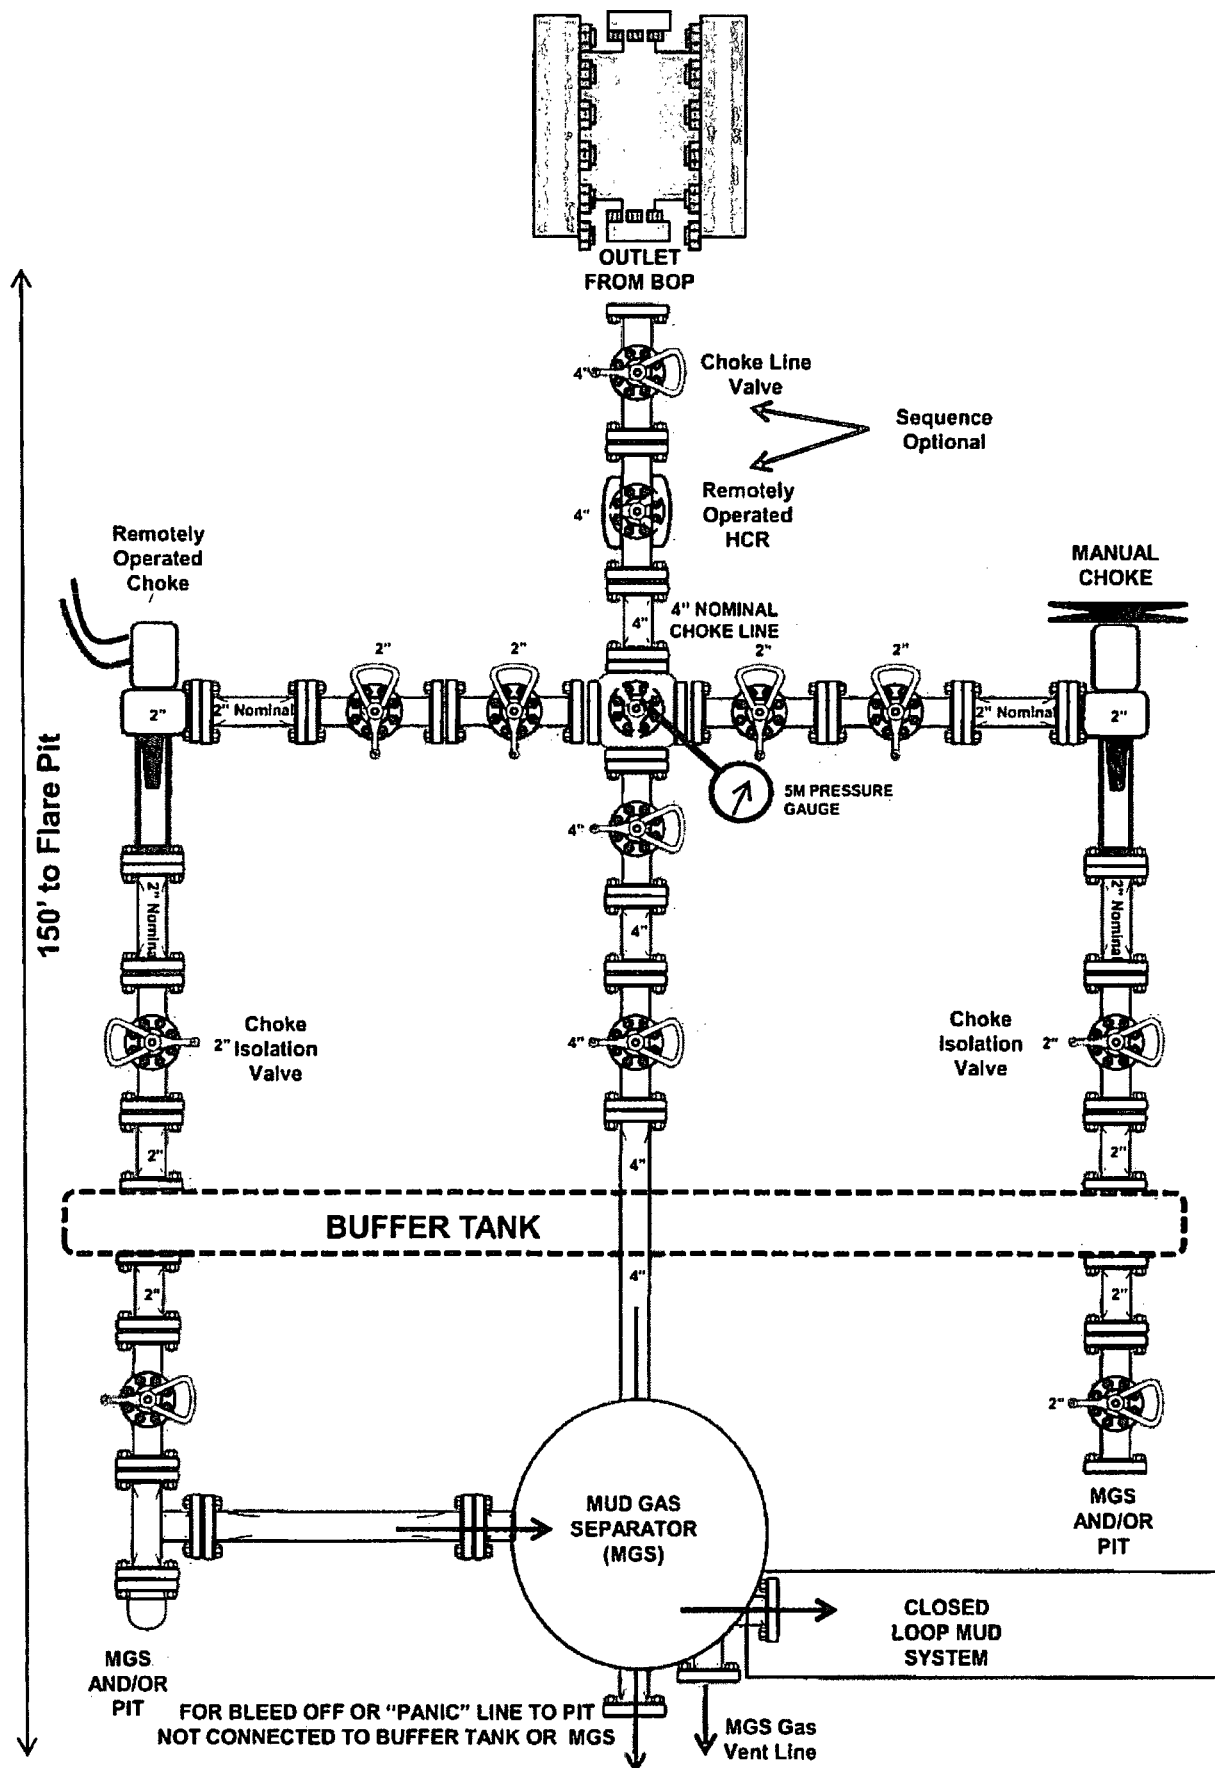 OUTLET
FROM BOP
4"
Choke Line
Valve
Sequence
Optional
4"
Remotely
Operated
HCR
Remotely
Operated
Choke
MANUAL
CHOKE
4"
4" NOMINAL
CHOKE LINE
2"
2"
2"
2"
2"
2" Nominal
2" Nominal
2"
5M PRESSURE
GAUGE
4"
150' to Flare Pit
2" Nominal
4"
2" Nominal
2"
Choke
Isolation
Valve
4"
Choke
Isolation
Valve
2"
2"
4"
2"
BUFFER TANK
2"
4"
2"
2"
MUD GAS
SEPARATOR
(MGS)
MGS
AND/OR
PIT
CLOSED
LOOP MUD
SYSTEM
MGS
AND/OR
PIT
FOR BLEED OFF OR “PANIC” LINE TO PIT
NOT CONNECTED TO BUFFER TANK OR MGS
MGS Gas
Vent Line